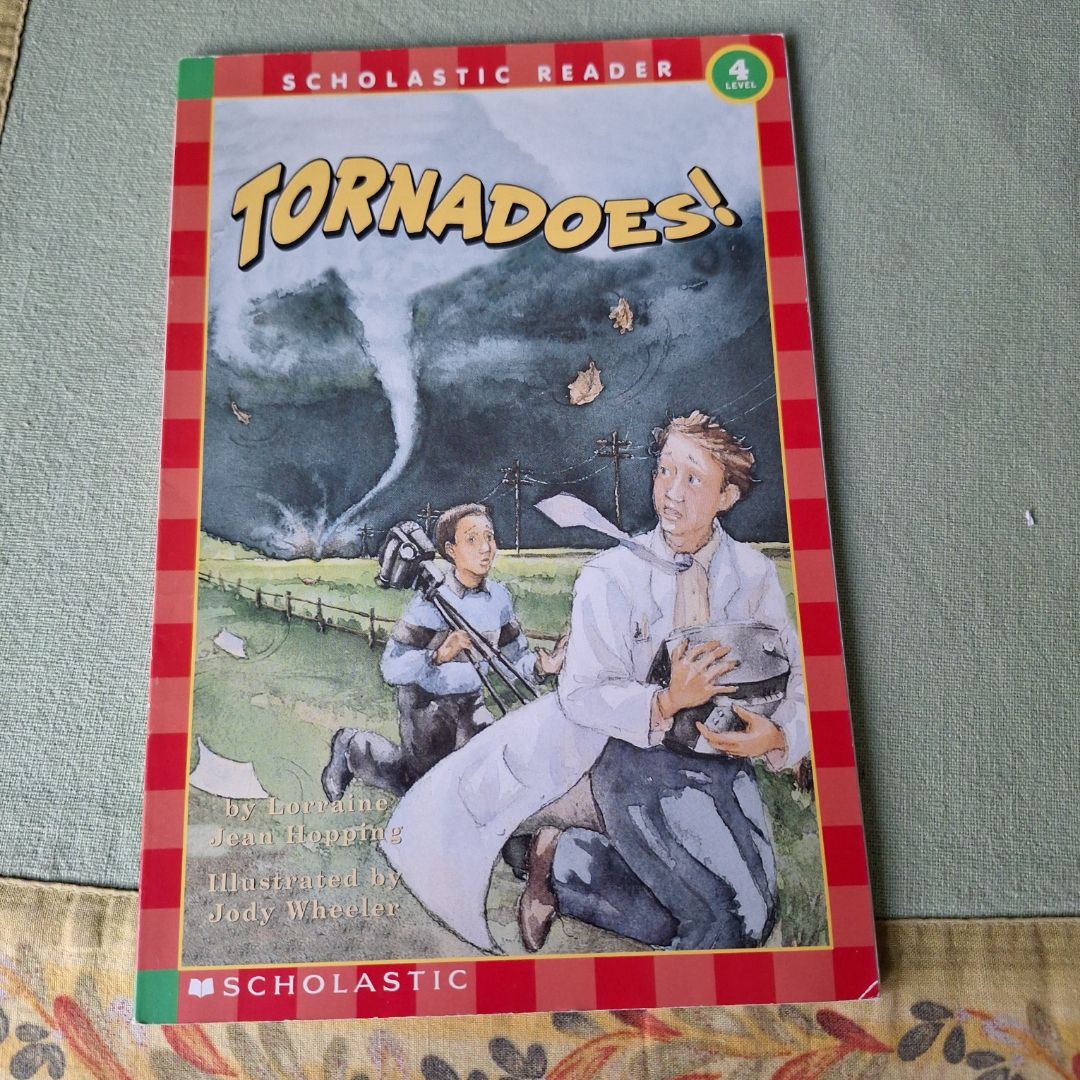 SCHOLASTIC READER
4
LEVEL
TORNADOES!
by Lorraine
Jean Hopping
Illustrated by
Jody Wheeler
SCHOLASTIC